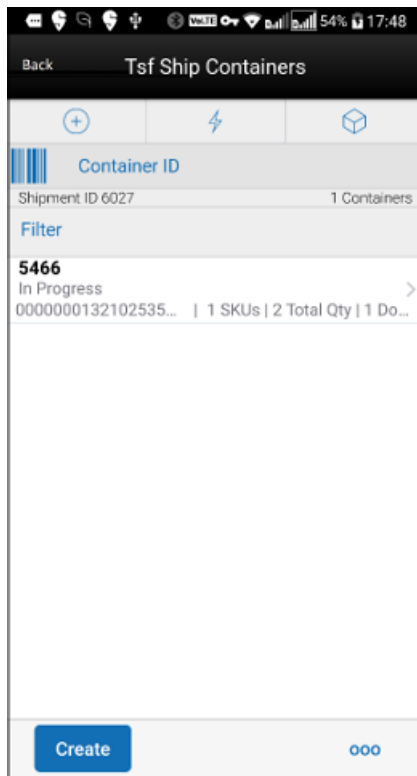 VoLTE 54% 17:48
Back Tsf Ship Containers
Container ID
Shipment ID 6027 1 Containers
Filter
5466
In Progress
0000000132102535... | 1 SKUs | 2 Total Qty | 1 Do...
Create ooo